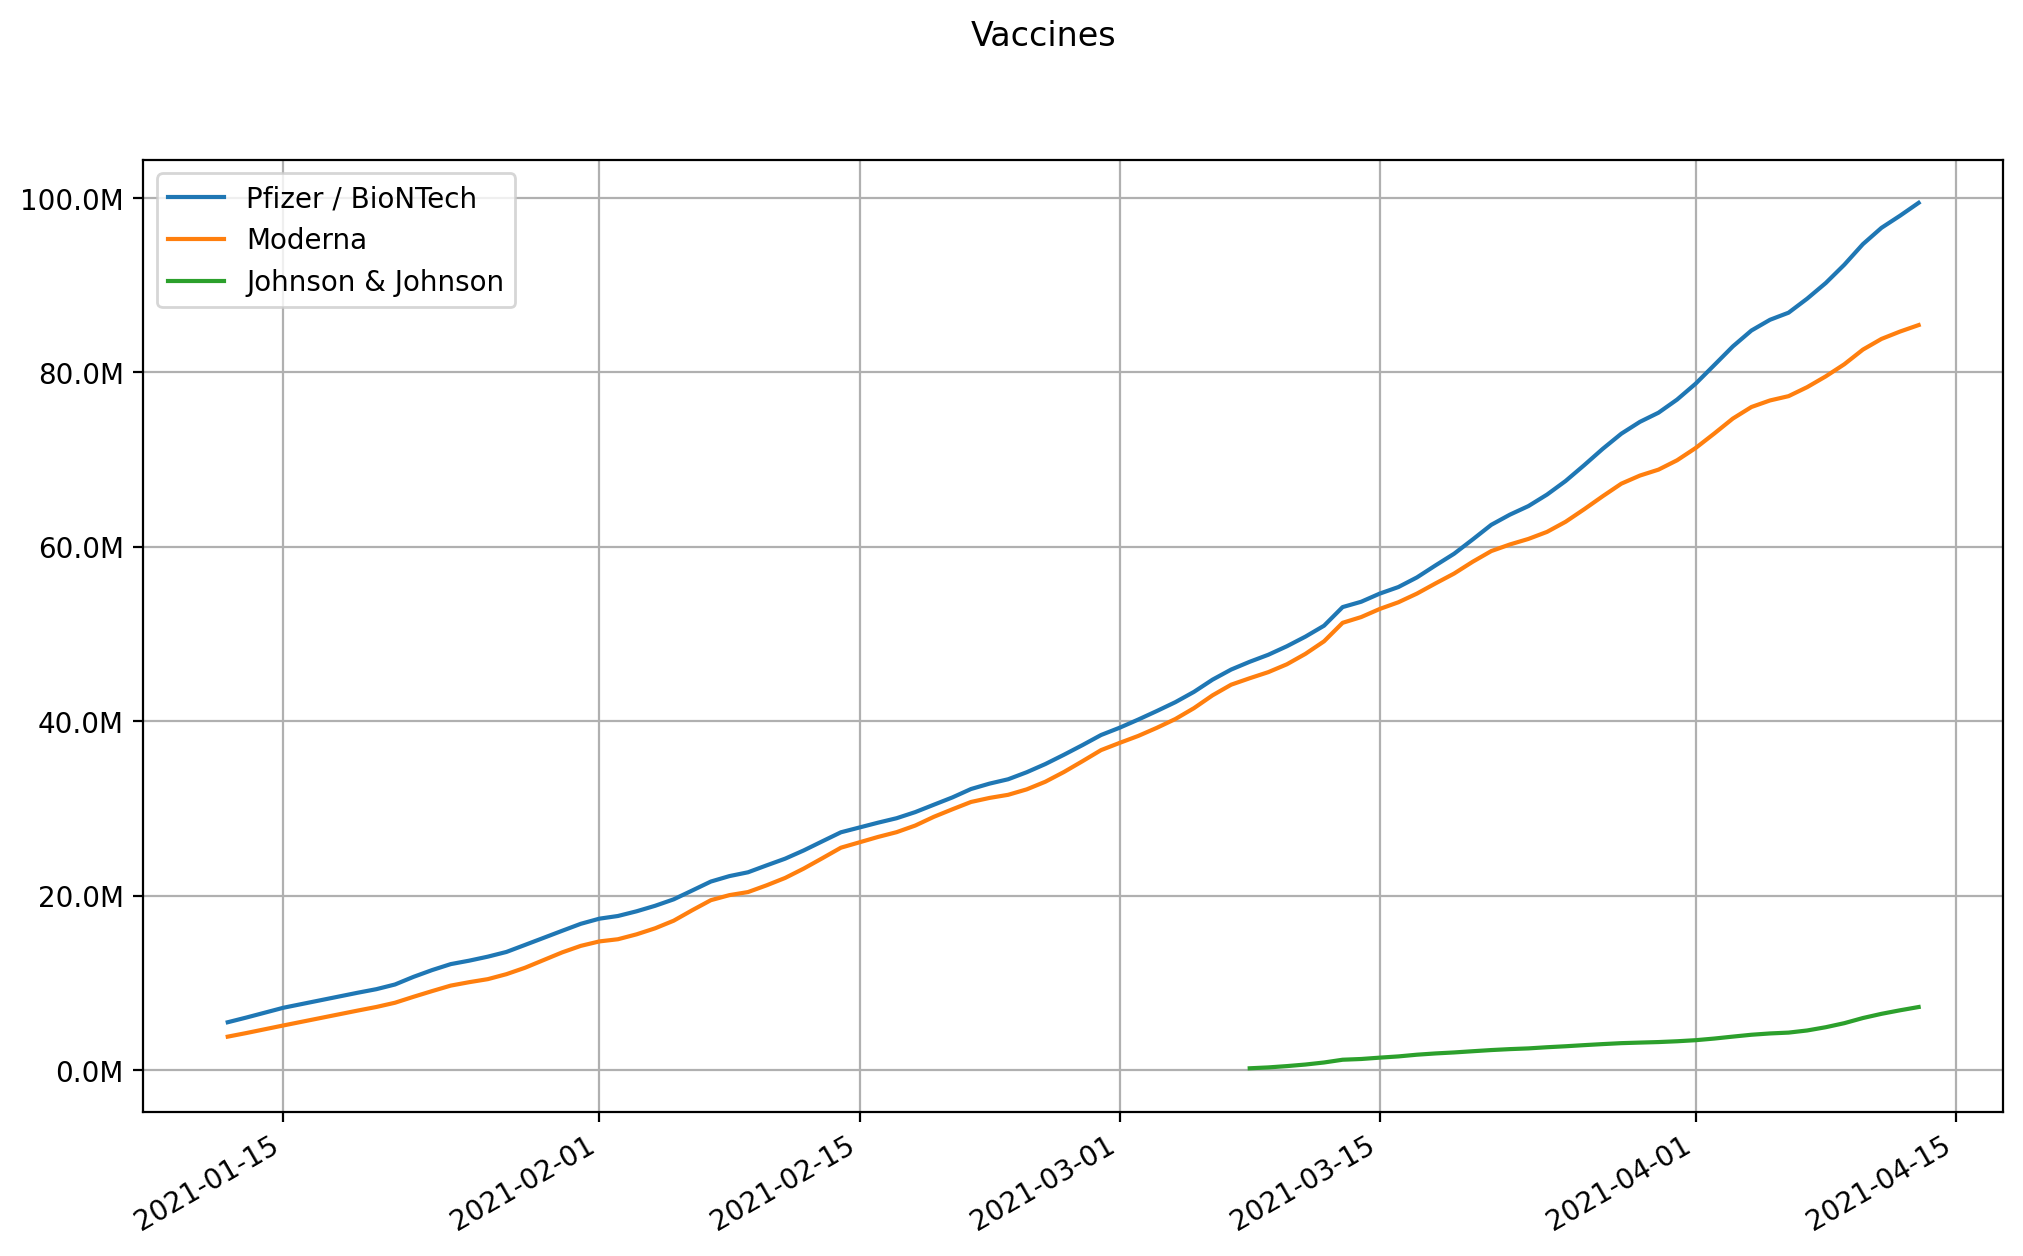 Vaccines
Pfizer / BioNTech
Moderna
Johnson & Johnson
100.0M
80.0M
60.0M
40.0M
20.0M
0.0M
2021-01-15
2021-02-01
2021-02-15
2021-03-01
2021-03-15
2021-04-01
2021-04-15